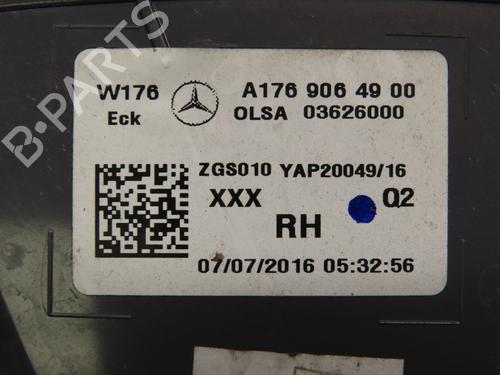 W176 A176 906 49 00
Eck OLSA 03626000
ZGS010 YAP20049/16
XXX Q2
RH
07/07/2016 05:32:56
B-PARTS